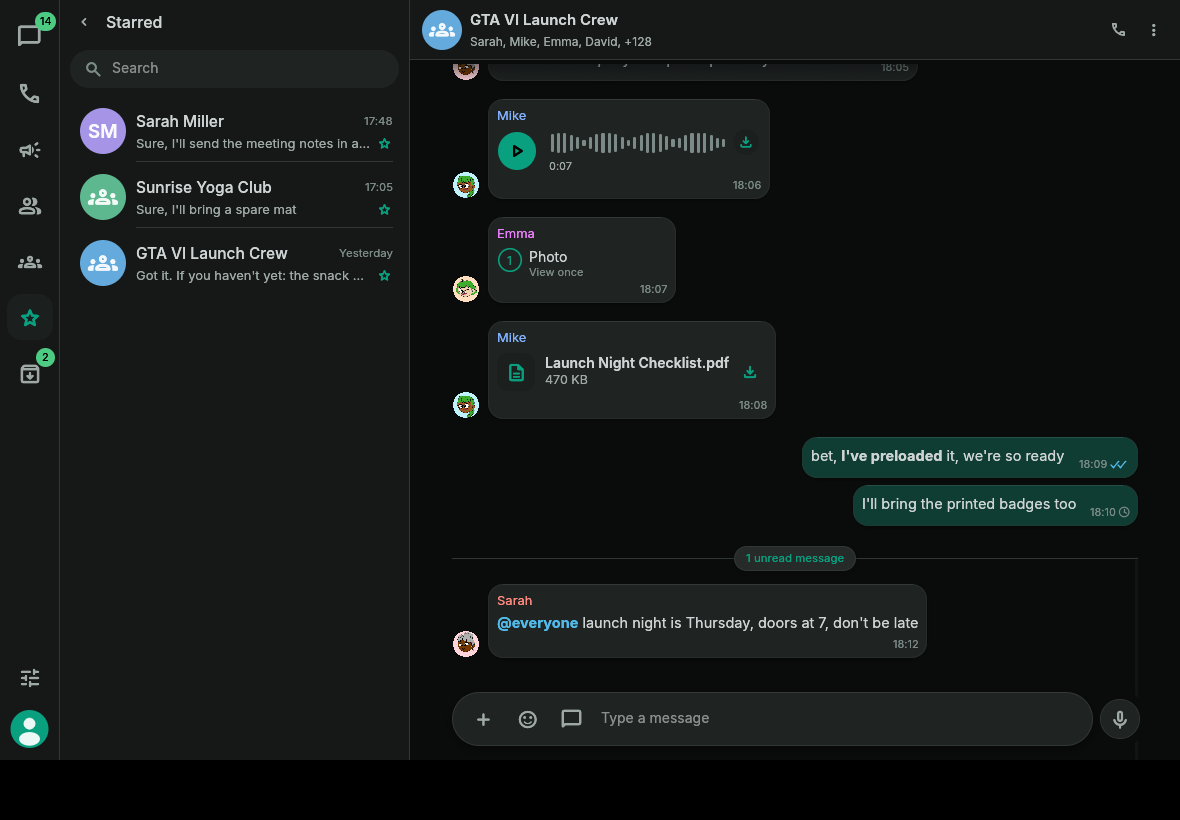 14
Starred
Search
SM
Sarah Miller
17:48
Sure, I'll send the meeting notes in a...
Sunrise Yoga Club
17:05
Sure, I'll bring a spare mat
GTA VI Launch Crew
Yesterday
Got it. If you haven't yet: the snack ...
2
GTA VI Launch Crew
Sarah, Mike, Emma, David, +128
18:05
Mike
0:07
18:06
Emma
1
Photo
View once
18:07
Mike
Launch Night Checklist.pdf
470 KB
18:08
bet, I've preloaded it, we're so ready
18:09
I'll bring the printed badges too
18:10
1 unread message
Sarah
@everyone launch night is Thursday, doors at 7, don't be late
18:12
Type a message